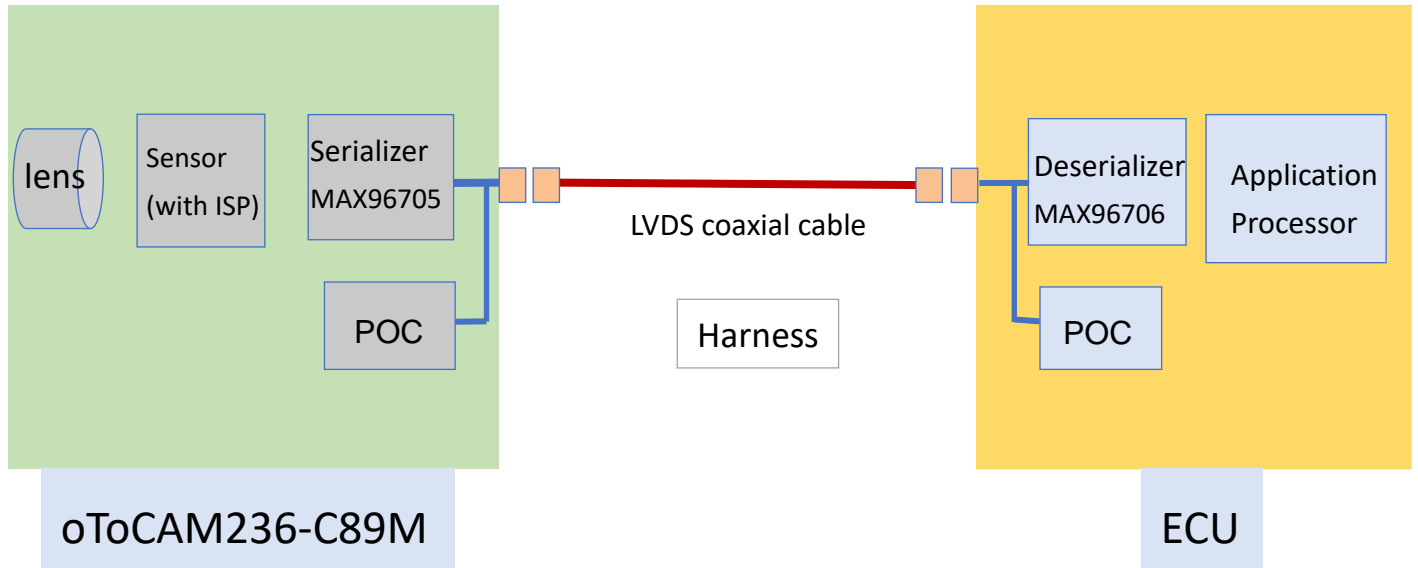 lens
Sensor
(with ISP)
Serializer
MAX96705
POC
LVDS coaxial cable
Harness
Deserializer
MAX96706
POC
Application
Processor
oToCAM236-C89M
ECU